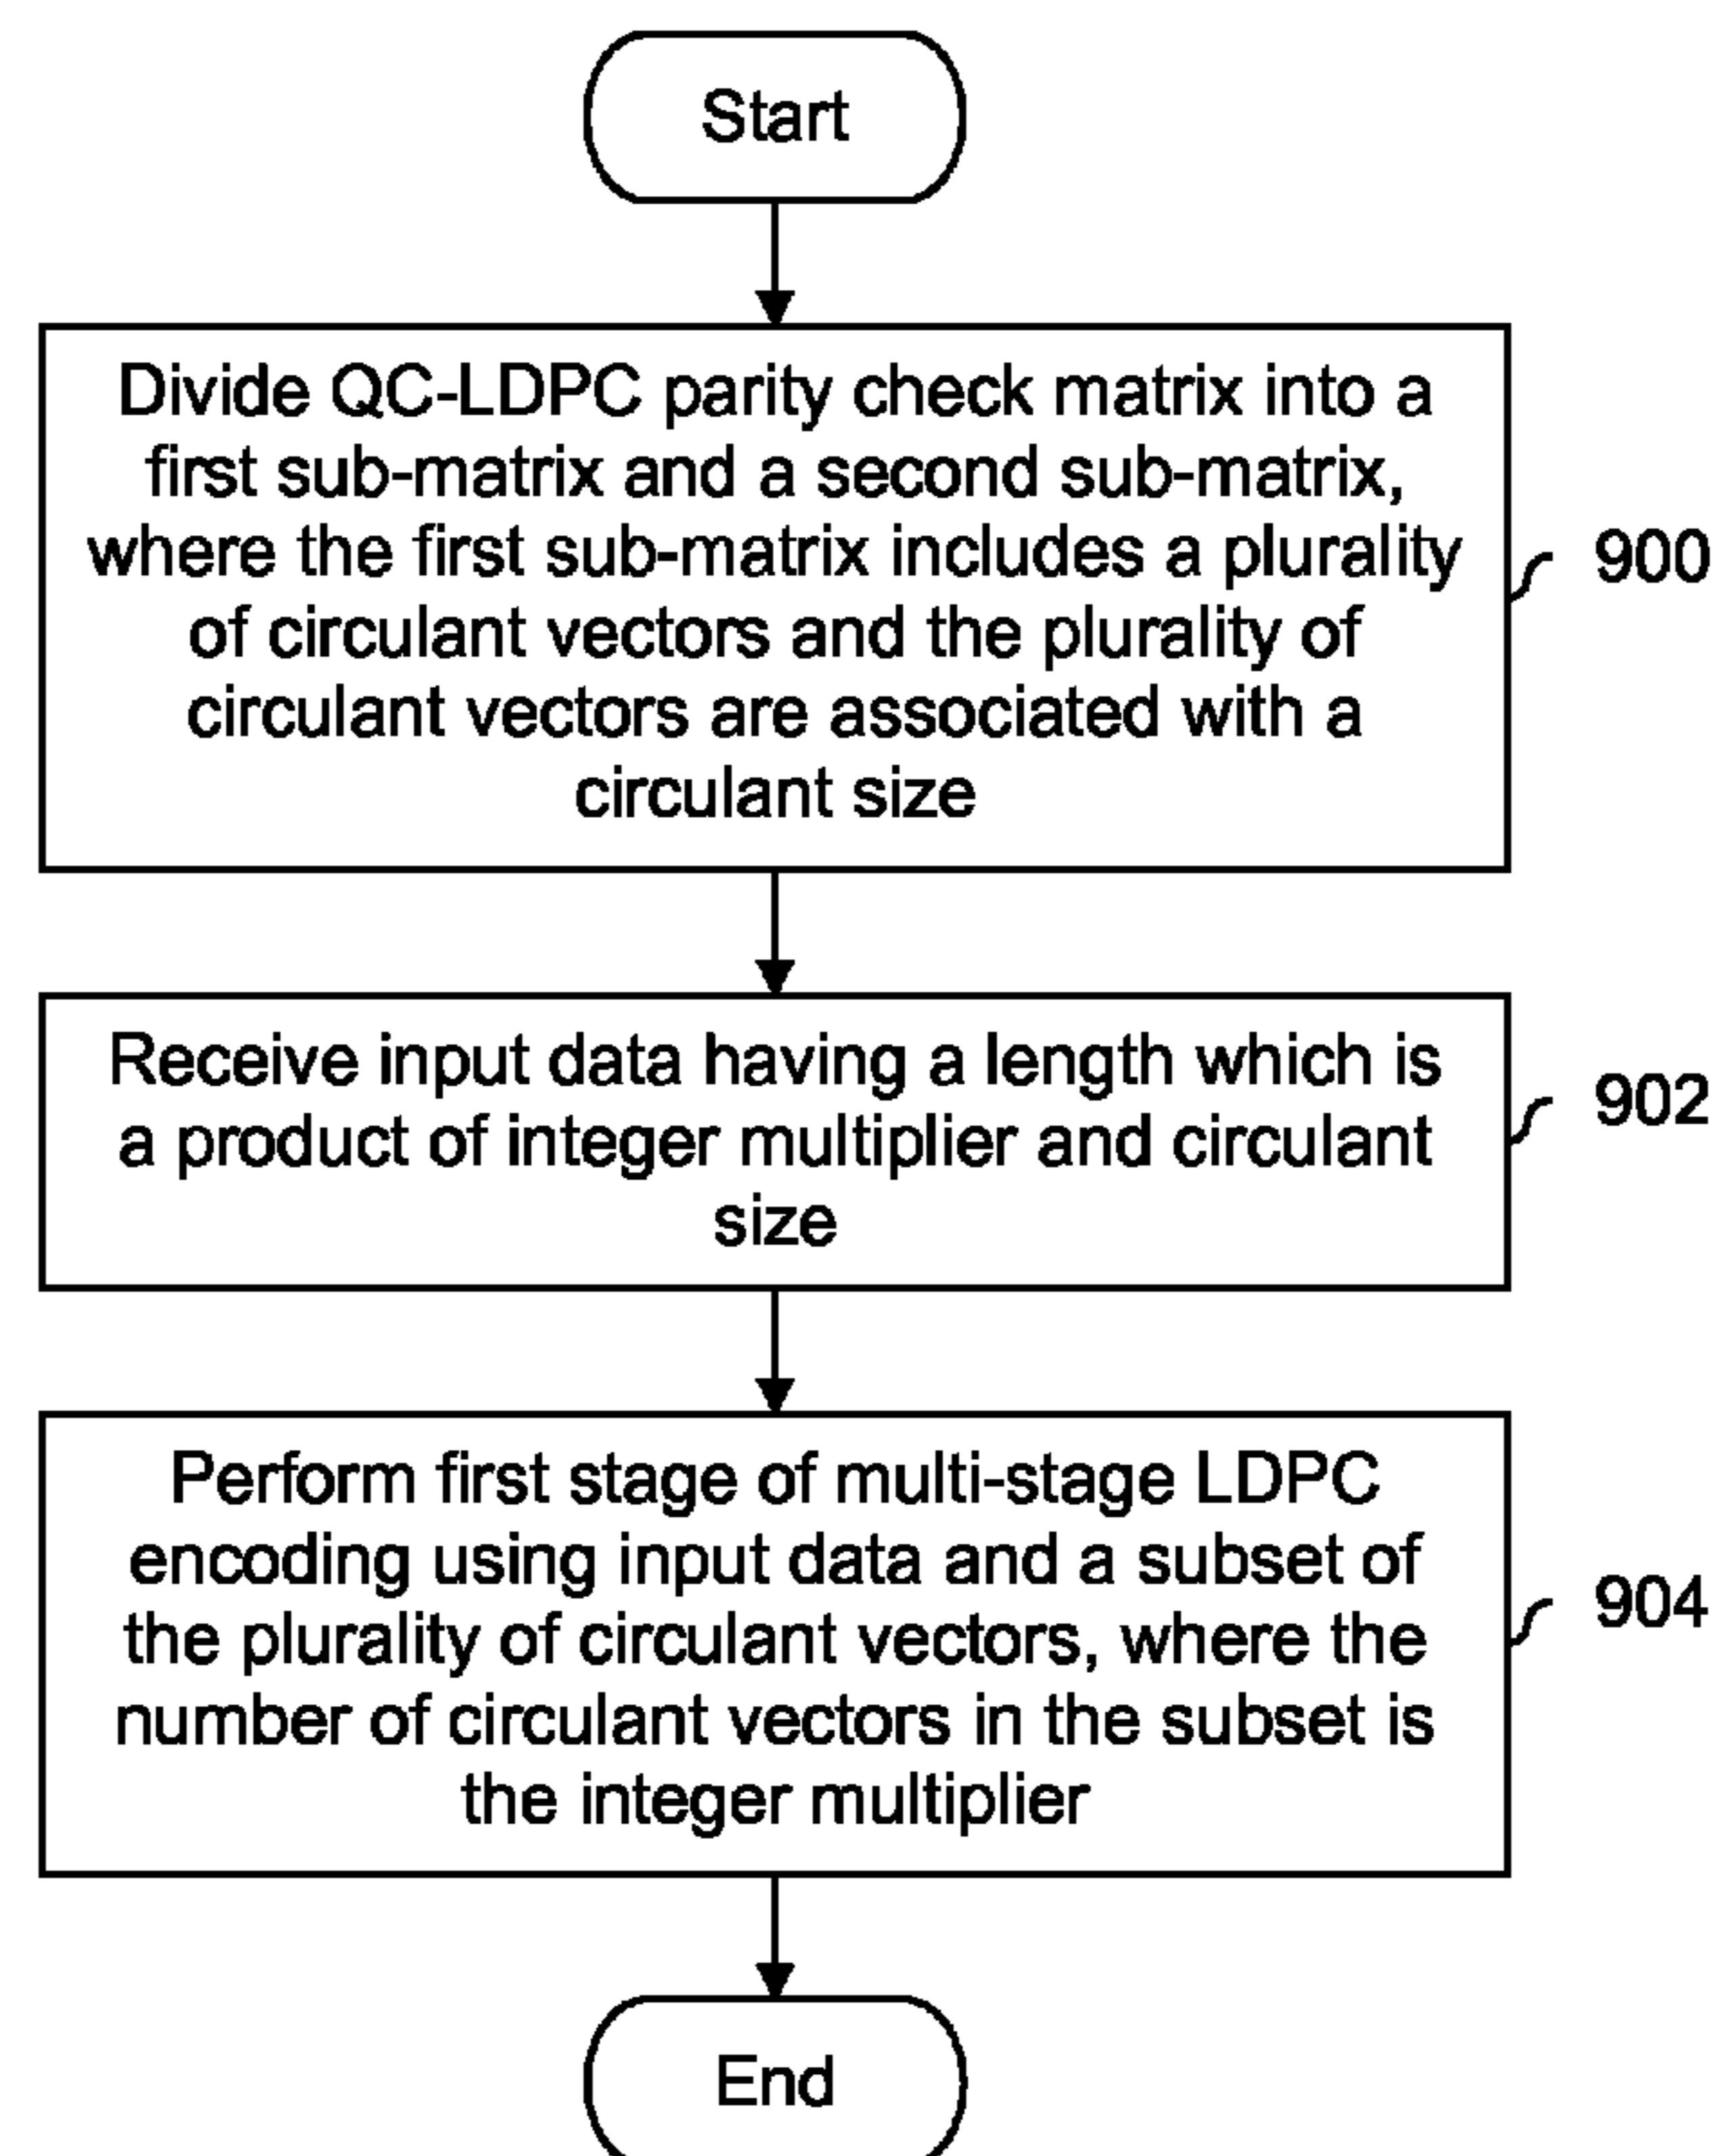 Start
Divide QC-LDPC parity check matrix into a
first sub-matrix and a second sub-matrix,
where the first sub-matrix includes a plurality
of circulant vectors and the plurality of
circulant vectors are associated with a
circulant size
900
Receive input data having a length which is
a product of integer multiplier and circulant
size
902
Perform first stage of multi-stage LDPC
encoding using input data and a subset of
the plurality of circulant vectors, where the
number of circulant vectors in the subset is
the integer multiplier
904
End